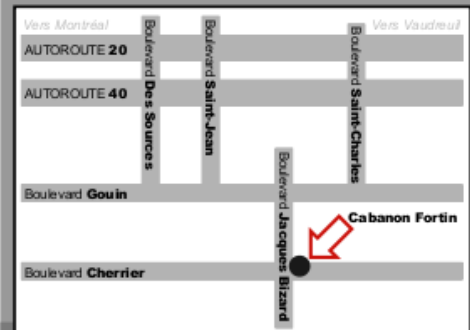 Vers Montréal
Vers Vaudreuil
AUTOROUTE 20
AUTOROUTE 40
Boulevard Des Sources
Boulevard Saint-Jean
Boulevard Saint-Charles
Boulevard Gouin
Boulevard Jacques Bizard
Cabanon Fortin
Boulevard Cherrier